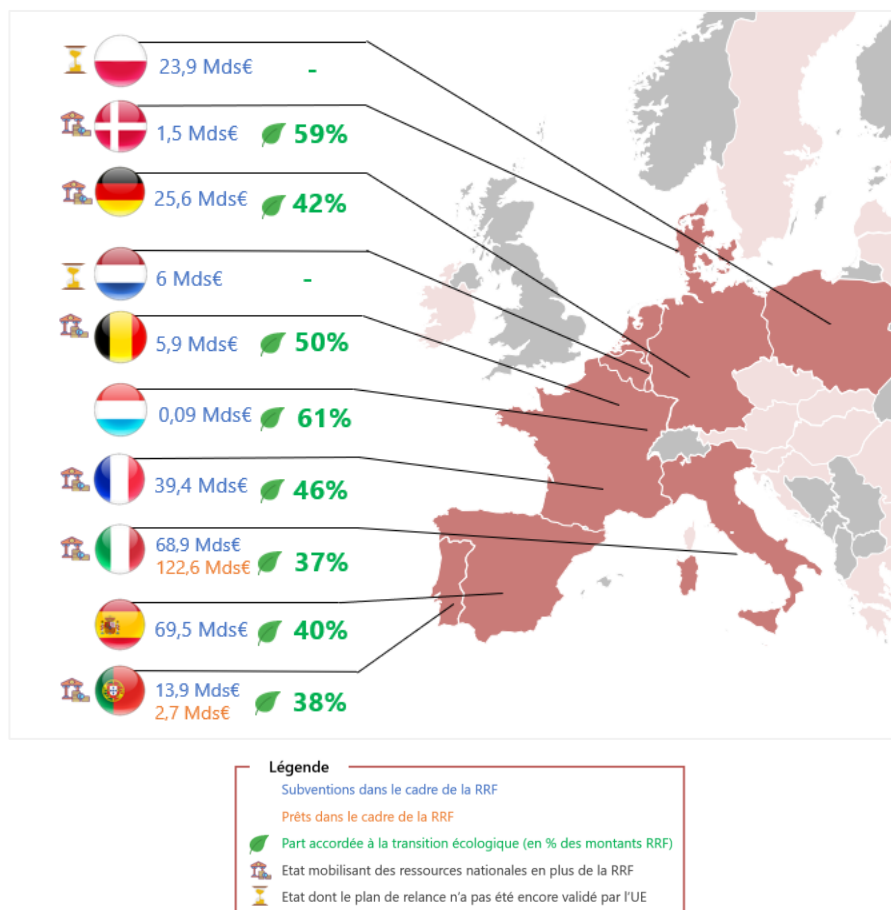 23,9 Mds€ -
1,5 Mds€ 59%
25,6 Mds€ 42%
6 Mds€ -
5,9 Mds€ 50%
0,09 Mds€ 61%
39,4 Mds€ 46%
68,9 Mds€
122,6 Mds€ 37%
69,5 Mds€ 40%
13,9 Mds€
2,7 Mds€ 38%
Légende
Subventions dans le cadre de la RRF
Prêts dans le cadre de la RRF
Part accordée à la transition écologique (en % des montants RRF)
Etat mobilisant des ressources nationales en plus de la RRF
Etat dont le plan de relance n'a pas été encore validé par l'UE